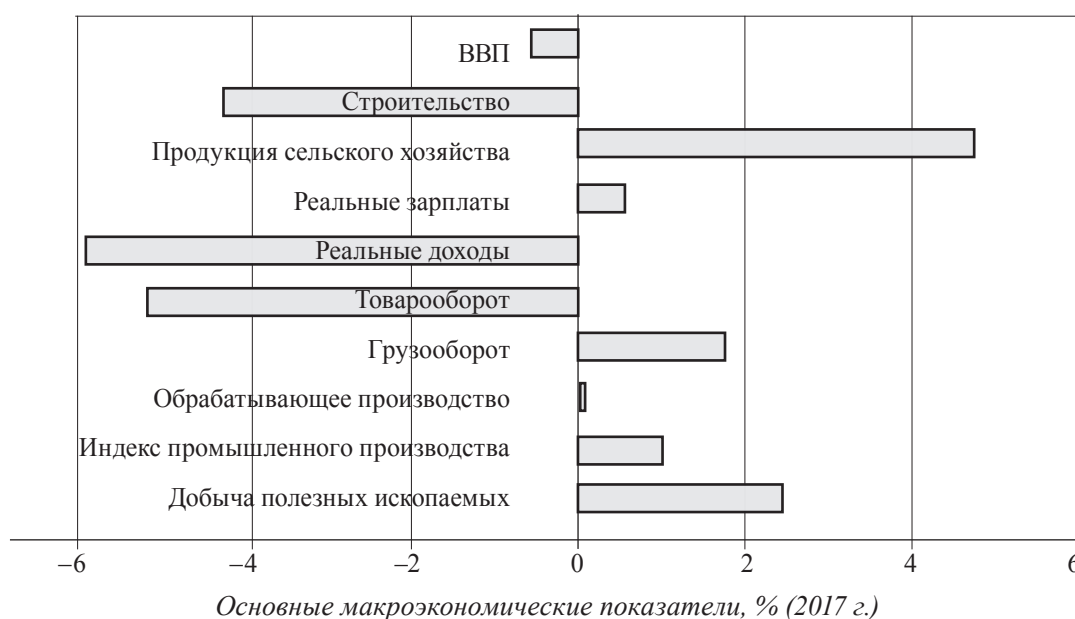 ВВП
Строительство
Продукция сельского хозяйства
Реальные зарплаты
Реальные доходы
Товарооборот
Грузооборот
Обрабатывающее производство
Индекс промышленного производства
Добыча полезных ископаемых
–6 –4 –2 0 2 4 6
Основные макроэкономические показатели, % (2017 г.)